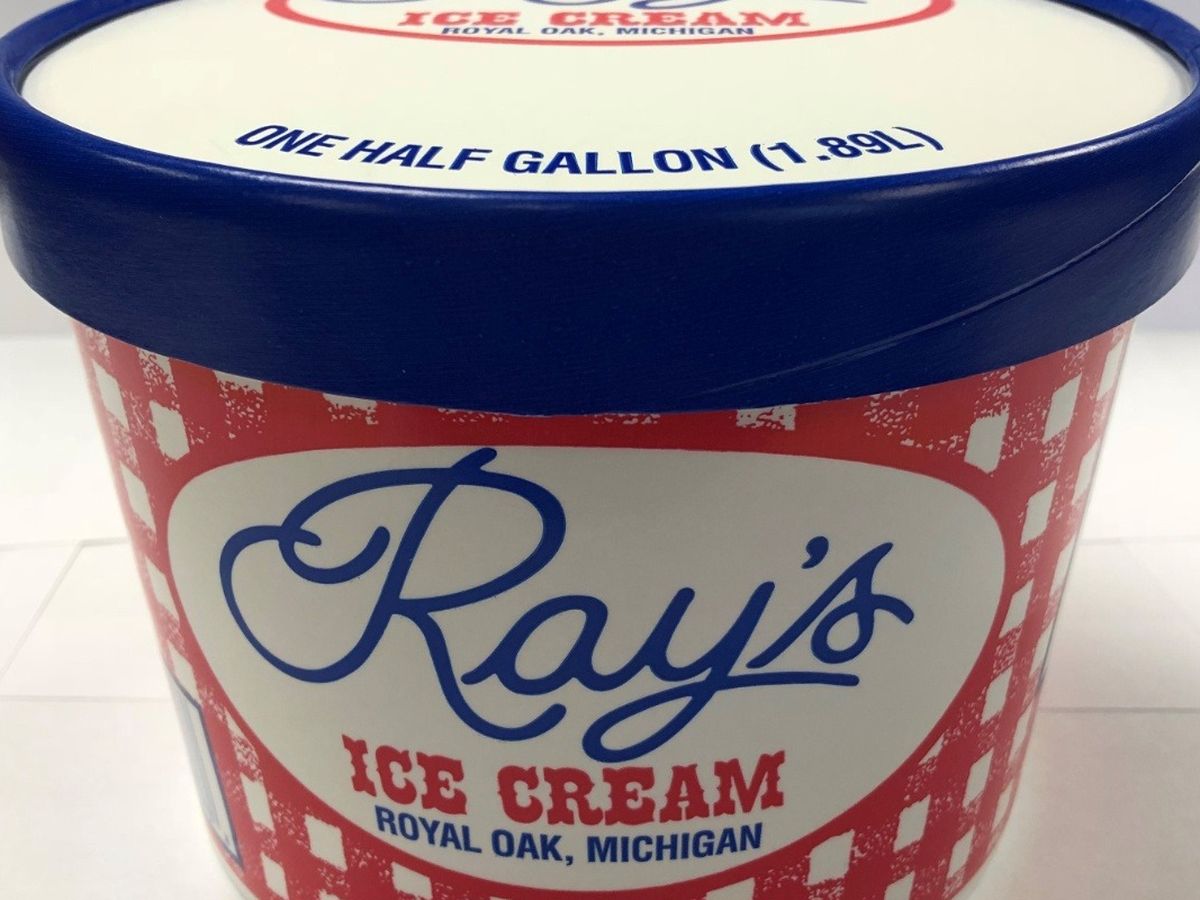 ICE CREAM
ROYAL OAK, MICHIGAN
ONE HALF GALLON (1.89L)
Ray's
ICE CREAM
ROYAL OAK, MICHIGAN